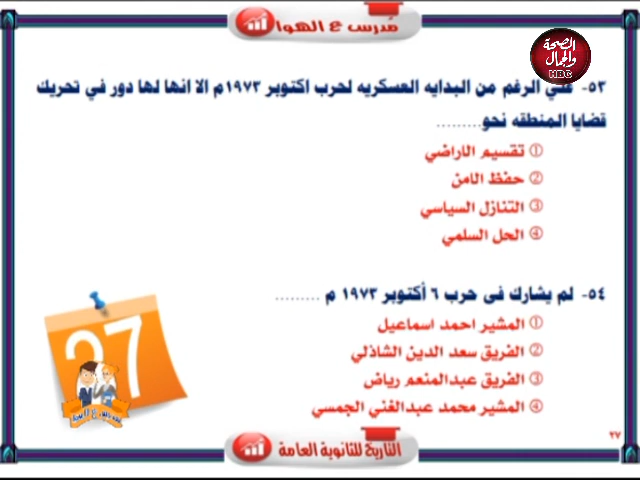 مدرس ع الهوا
الصحة
والجمال
HBC
٥٣- علي الرغم من البدايه العسكريه لحرب اكتوبر ١٩٧٣م الا انها لها دور في تحريك
قضايا المنطقه نحو.........
① تقسيم الاراضي
② حفظ الامن
③ التنازل السياسي
④ الحل السلمي
٥٤- لم يشارك فى حرب ٦ أكتوبر ١٩٧٣ م .........
① المشير احمد اسماعيل
② الفريق سعد الدين الشاذلي
③ الفريق عبدالمنعم رياض
④ المشير محمد عبدالغني الجمسي
27
٢٧
التاريخ للثانوية العامة